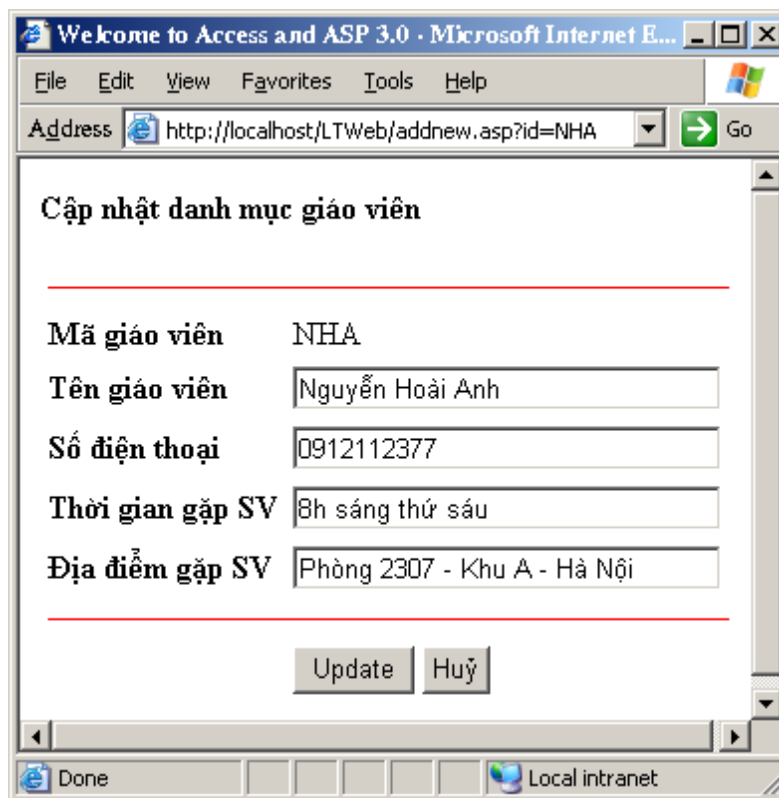 Welcome to Access and ASP 3.0 - Microsoft Internet E...
File Edit View Favorites Tools Help
Address http://localhost/LTWeb/addnew.asp?id=NHA Go
Cập nhật danh mục giáo viên
Mã giáo viên NHA
Tên giáo viên Nguyễn Hoài Anh
Số điện thoại 0912112377
Thời gian gặp SV 8h sáng thứ sáu
Địa điểm gặp SV Phòng 2307 - Khu A - Hà Nội
Update Huỷ
Done Local intranet